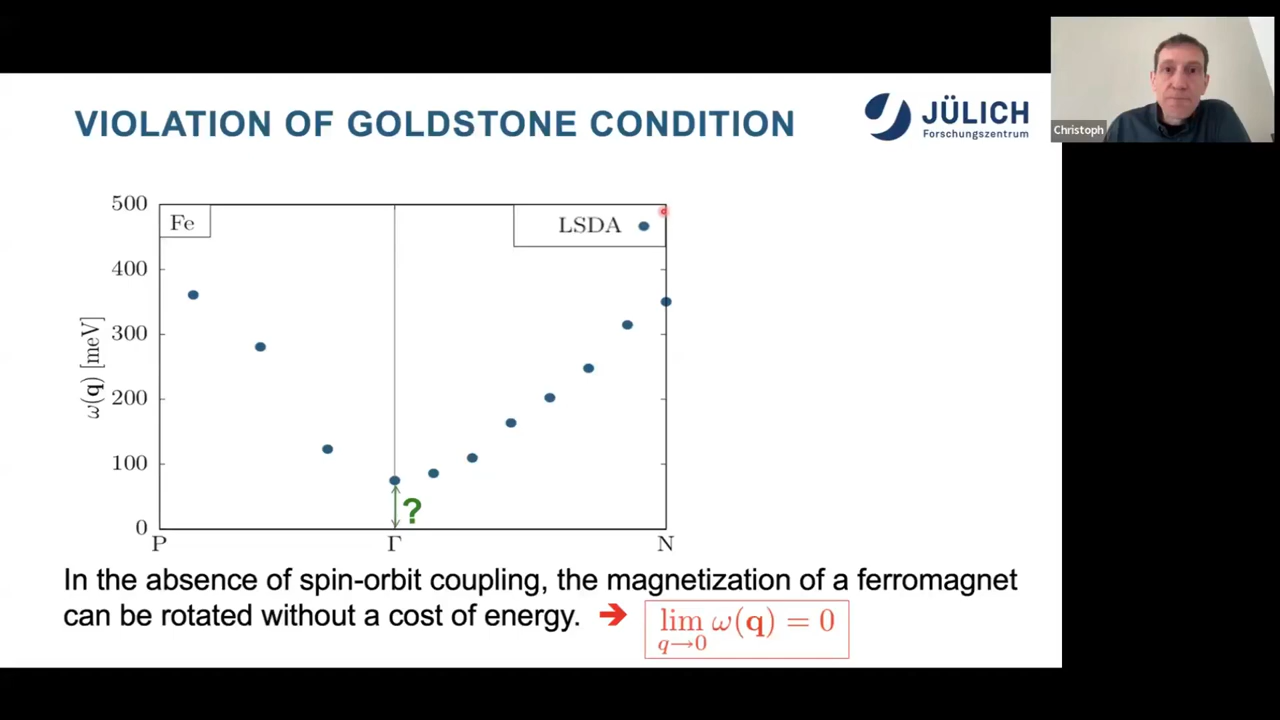 VIOLATION OF GOLDSTONE CONDITION
JÜLICH
Forschungszentrum
Christoph
Fe
LSDA
500
400
300
200
100
0
ω(q) [meV]
P
Γ
N
?
In the absence of spin-orbit coupling, the magnetization of a ferromagnet
can be rotated without a cost of energy. ➔ lim ω(q) = 0
q→0